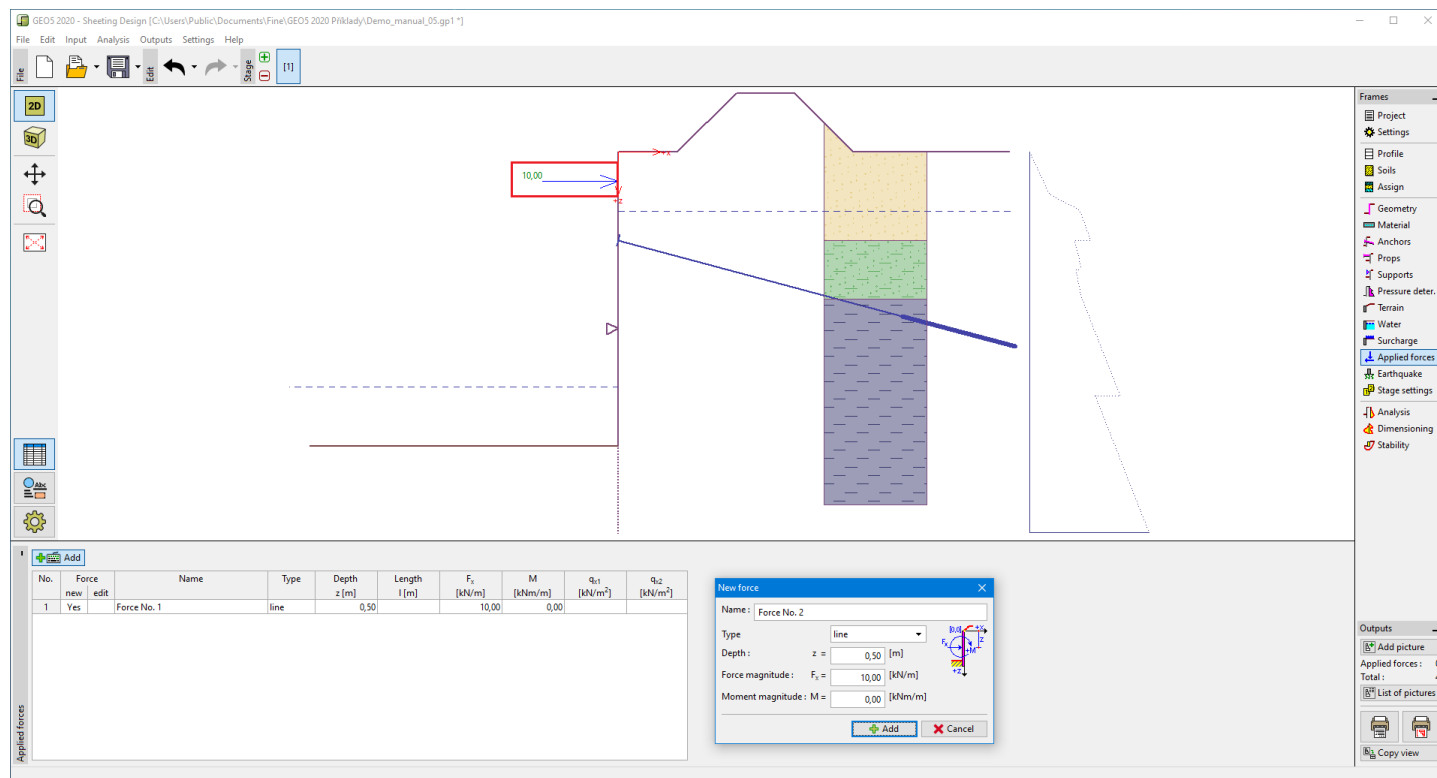 GEO5 2020 - Sheeting Design [C:\Users\Public\Documents\Fine\GEO5 2020 Příklady\Demo_manual_05.gp1 *]
File Edit Input Analysis Outputs Settings Help
File
Edit
Stage
[1]
2D
3D
Abc
+x
10,00
+z
Frames
Project
Settings
Profile
Soils
Assign
Geometry
Material
Anchors
Props
Supports
Pressure deter.
Terrain
Water
Surcharge
Applied forces
Earthquake
Stage settings
Analysis
Dimensioning
Stability
Outputs
Add picture
Applied forces :
Total :
List of pictures
Copy view
Applied forces
Add
No. Force Name Type Depth Length Fx M qx1 qx2
new edit z [m] l [m] [kN/m] [kNm/m] [kN/m²] [kN/m²]
1 Yes Force No. 1 line 0,50 10,00 0,00
New force
Name : Force No. 2
Type line
Depth : z = 0,50 [m]
Force magnitude : Fx = 10,00 [kN/m]
Moment magnitude : M = 0,00 [kNm/m]
[0,0] +X
z
Fx
+M
+Z
Add Cancel